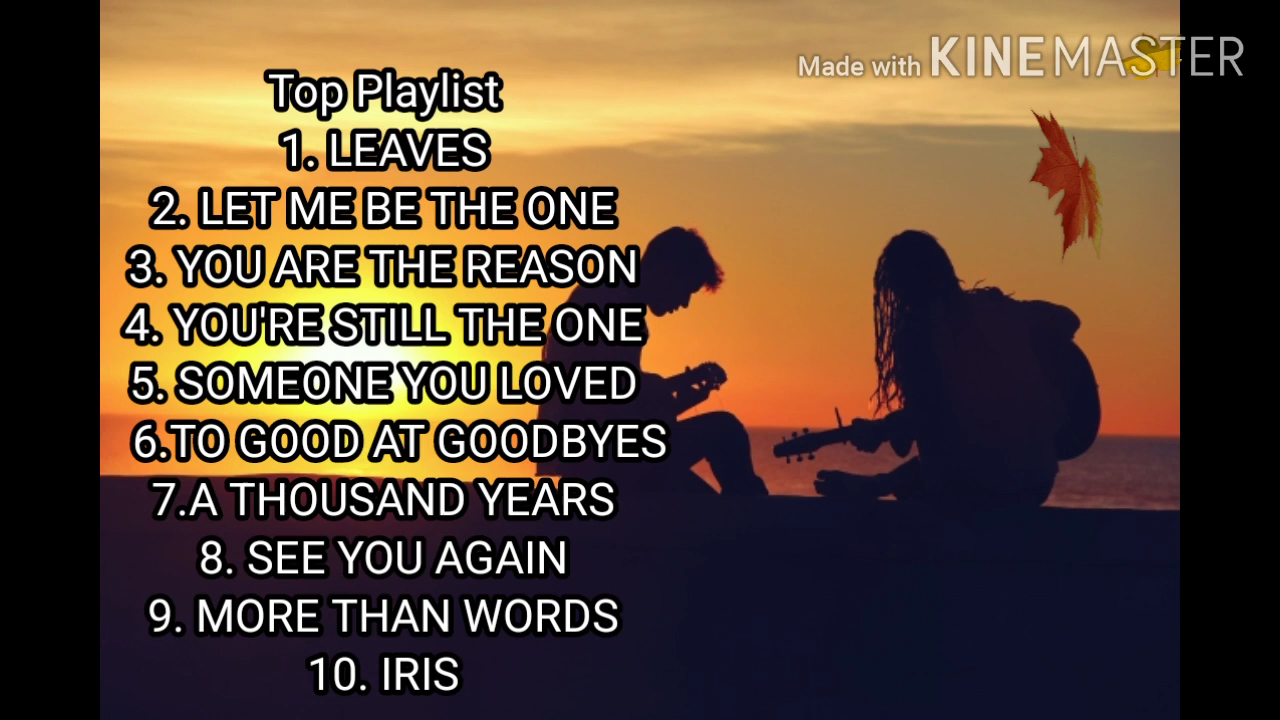 Made with KINEMASTER
Top Playlist
1. LEAVES
2. LET ME BE THE ONE
3. YOU ARE THE REASON
4. YOU'RE STILL THE ONE
5. SOMEONE YOU LOVED
6.TO GOOD AT GOODBYES
7.A THOUSAND YEARS
8. SEE YOU AGAIN
9. MORE THAN WORDS
10. IRIS